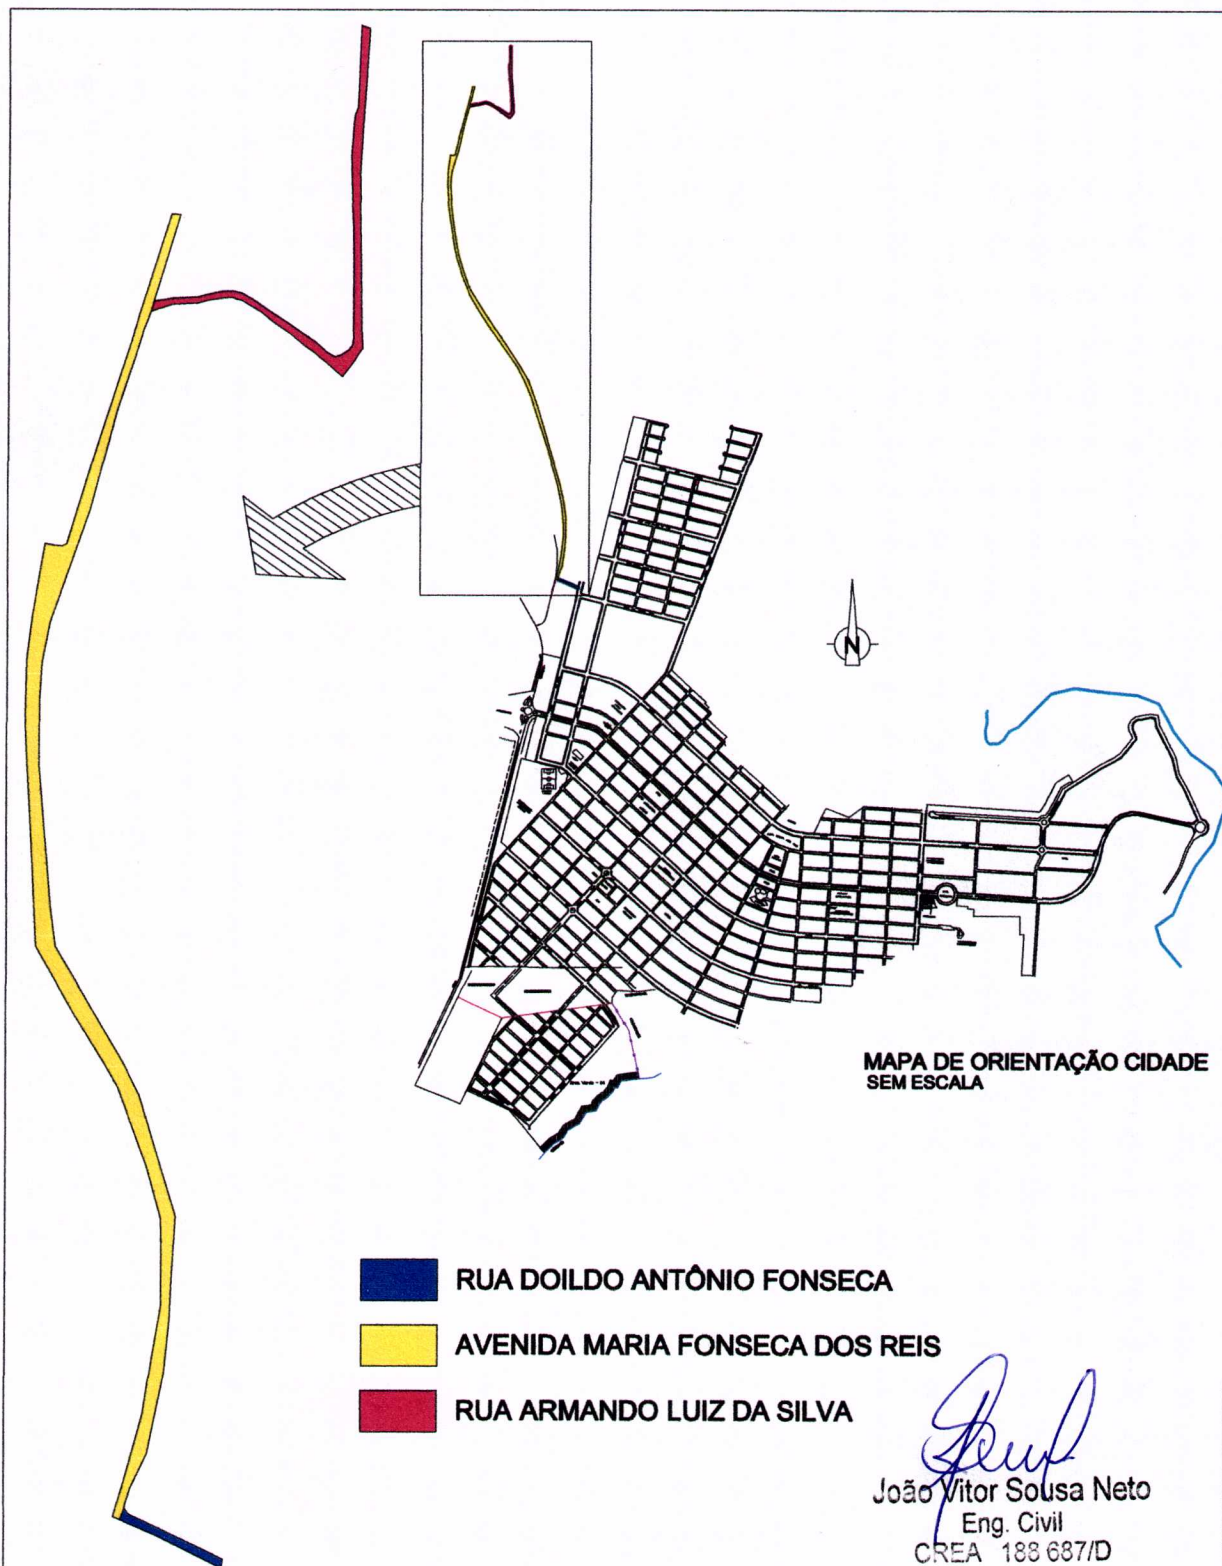 N
MAPA DE ORIENTAÇÃO CIDADE
SEM ESCALA
RUA DOILDO ANTÔNIO FONSECA
AVENIDA MARIA FONSECA DOS REIS
RUA ARMANDO LUIZ DA SILVA
João Vitor Sousa Neto
Eng. Civil
CREA 188 687/D